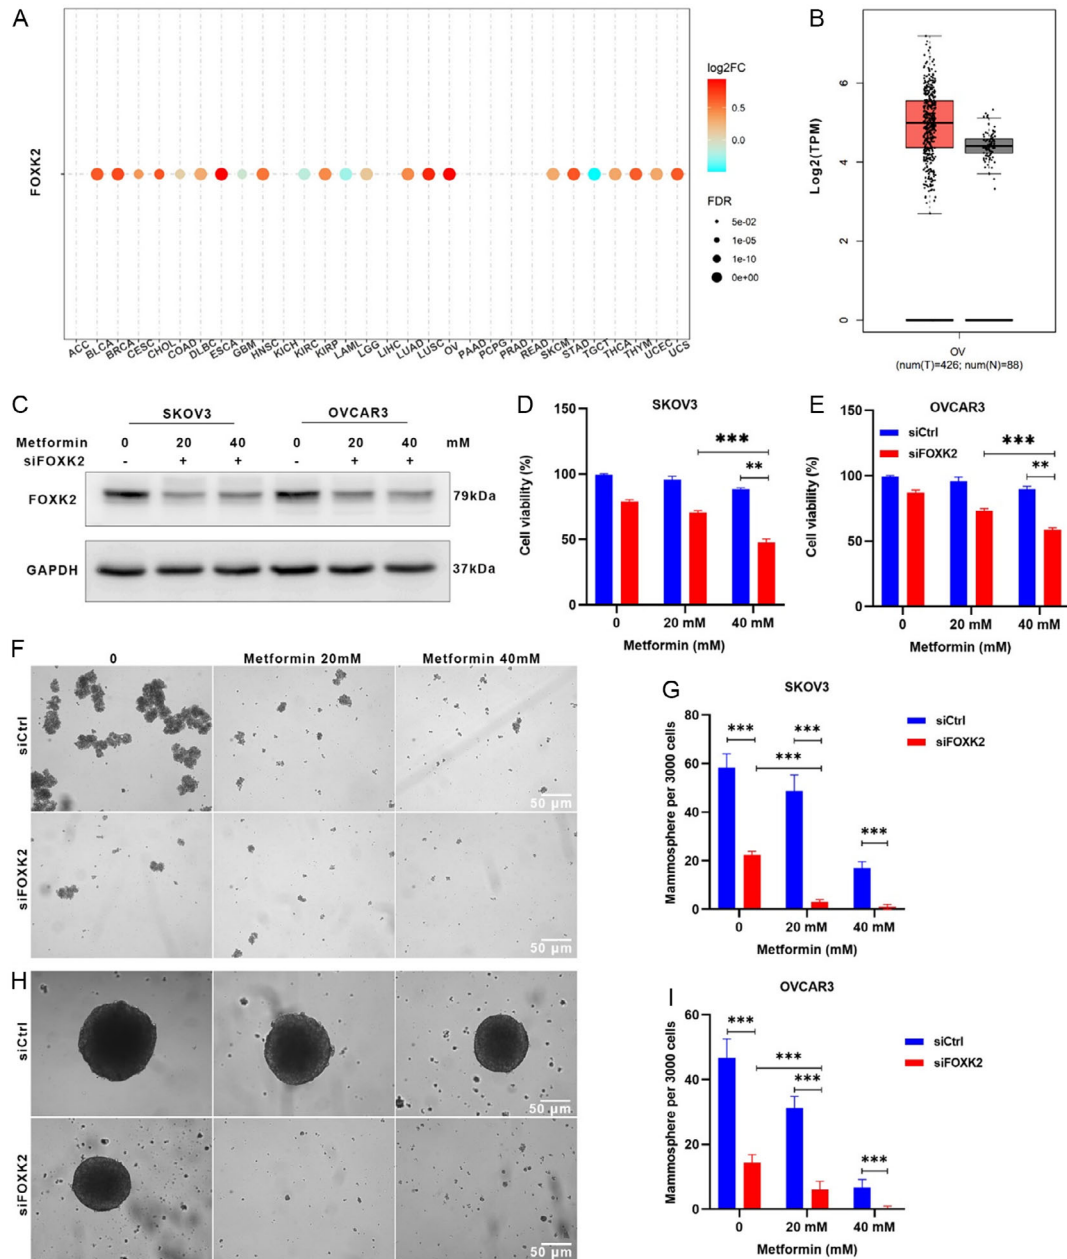 A
FOXK2
ACC BLCA BRCA CESC CHOL COAD DLBC ESCA GBM HNSC KICH KIRC KIRP LAML LGG LIHC LUAD LUSC OV PAAD PCPG PRAD READ SKCM STAD TGCT THCA THYM UCEC UCS
log2FC
0.5
0.0
FDR
5e-02
1e-05
1e-10
0e+00
B
Log2(TPM)
6
4
2
0
OV
(num(T)=426; num(N)=88)
C
SKOV3 OVCAR3
Metformin 0 20 40 0 20 40 mM
siFOXK2 - + + - + +
FOXK2 79kDa
GAPDH 37kDa
D
SKOV3
Cell viability (%)
150
100
50
0
***
**
0 20 mM 40 mM
Metformin (mM)
E
OVCAR3
Cell viability (%)
150
100
50
0
siCtrl
siFOXK2
***
**
0 20 mM 40 mM
Metformin (mM)
F
0 Metformin 20mM Metformin 40mM
siCtrl
50 μm
siFOXK2
50 μm
G
SKOV3
Mammosphere per 3000 cells
80
60
40
20
0
*** *** *** ***
siCtrl
siFOXK2
0 20 mM 40 mM
Metformin (mM)
H
siCtrl
50 μm
siFOXK2
50 μm
I
OVCAR3
Mammosphere per 3000 cells
60
40
20
0
*** *** *** ***
siCtrl
siFOXK2
0 20 mM 40 mM
Metformin (mM)